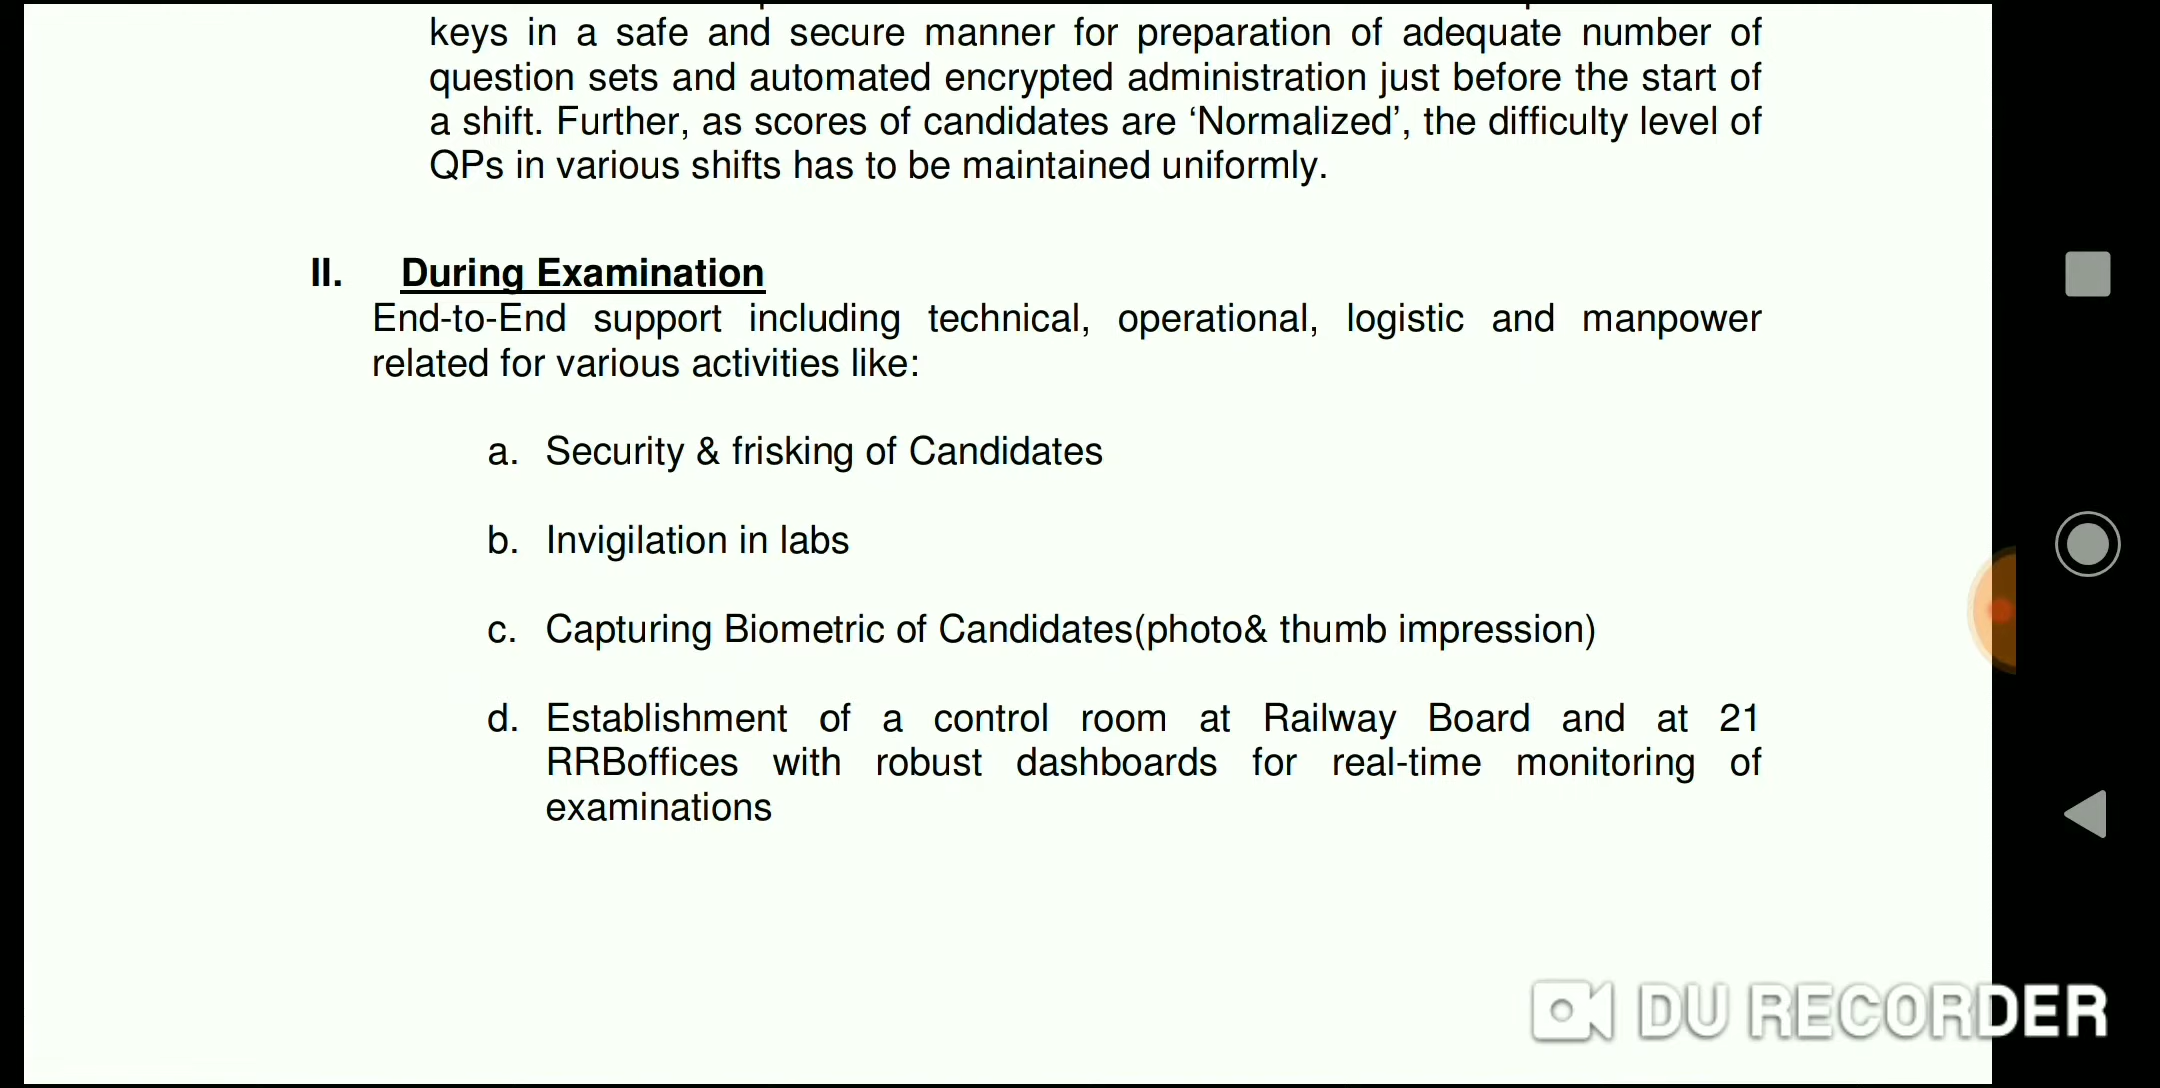 keys in a safe and secure manner for preparation of adequate number of
question sets and automated encrypted administration just before the start of
a shift. Further, as scores of candidates are ‘Normalized’, the difficulty level of
QPs in various shifts has to be maintained uniformly.
II. During Examination
End-to-End support including technical, operational, logistic and manpower
related for various activities like:
a. Security & frisking of Candidates
b. Invigilation in labs
c. Capturing Biometric of Candidates(photo& thumb impression)
d. Establishment of a control room at Railway Board and at 21
RRBoffices with robust dashboards for real-time monitoring of
examinations
DU RECORDER